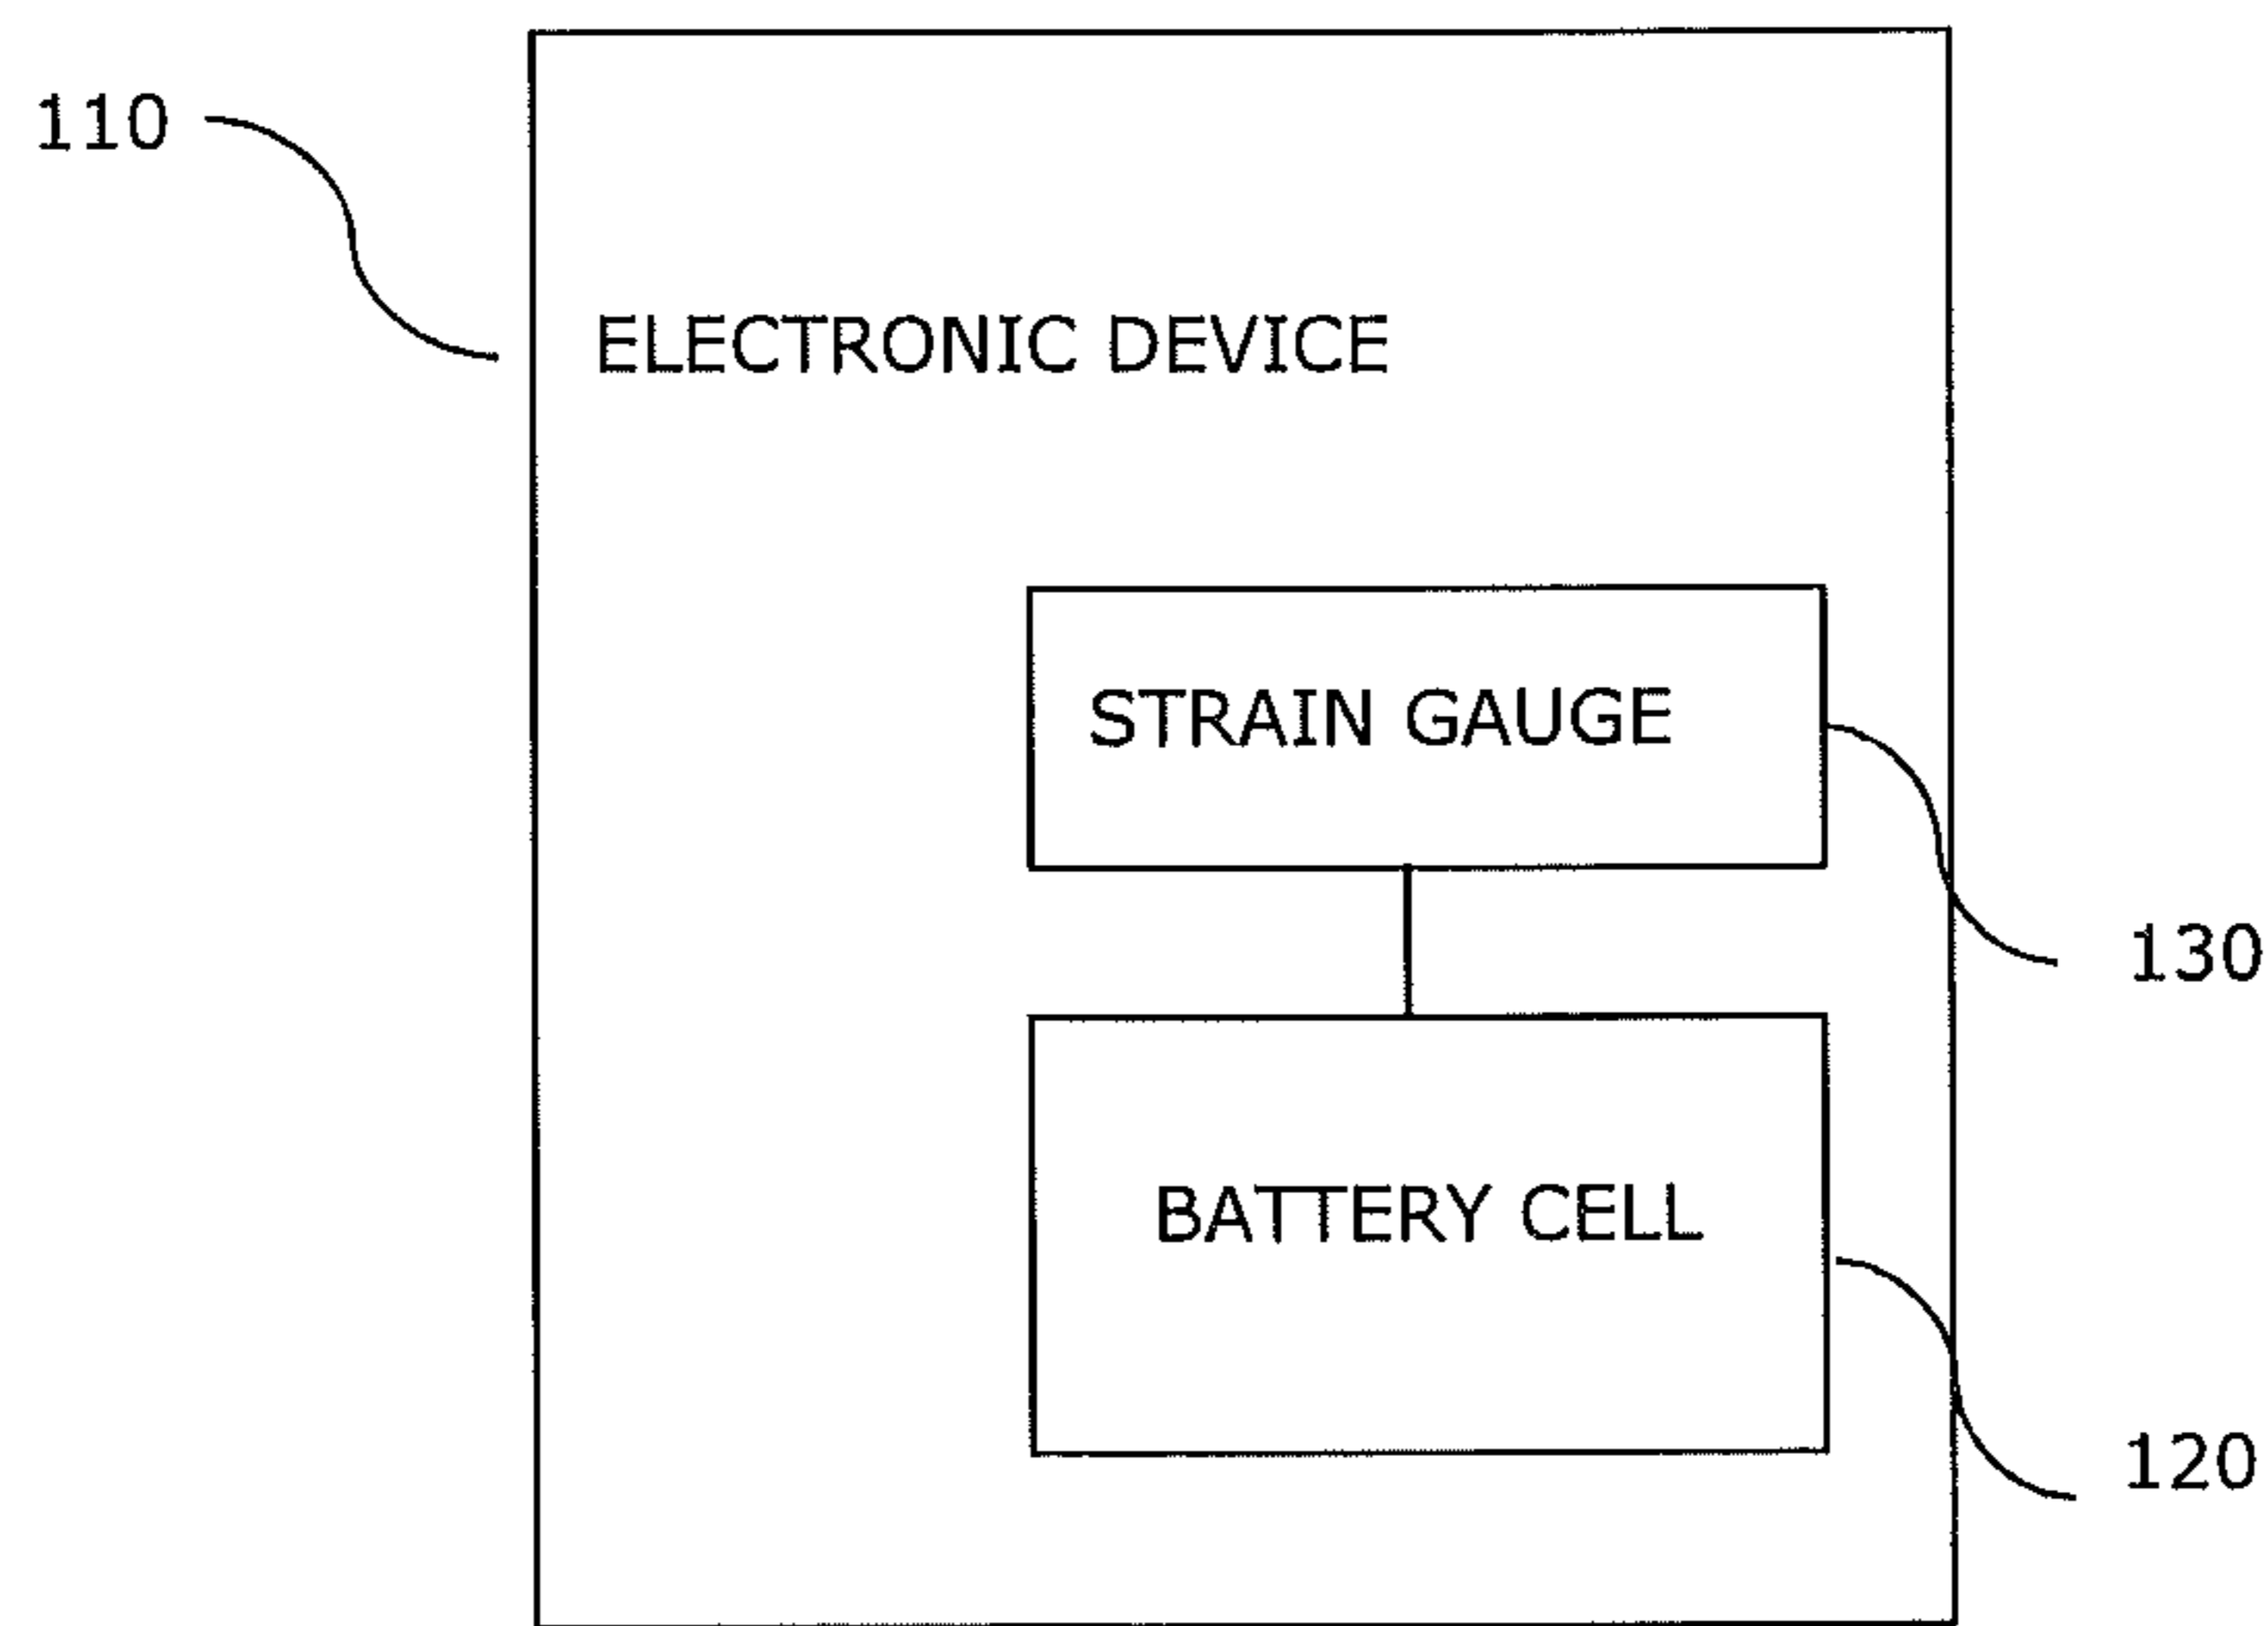 110
ELECTRONIC DEVICE
STRAIN GAUGE
130
BATTERY CELL
120